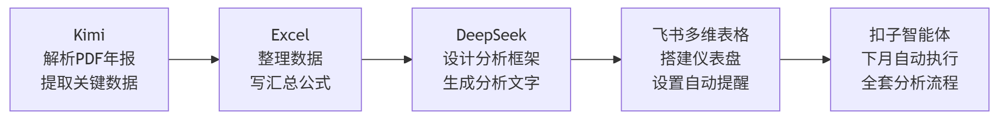 Kimi
解析PDF年报
提取关键数据
Excel
整理数据
写汇总公式
DeepSeek
设计分析框架
生成分析文字
飞书多维表格
搭建仪表盘
设置自动提醒
扣子智能体
下月自动执行
全套分析流程